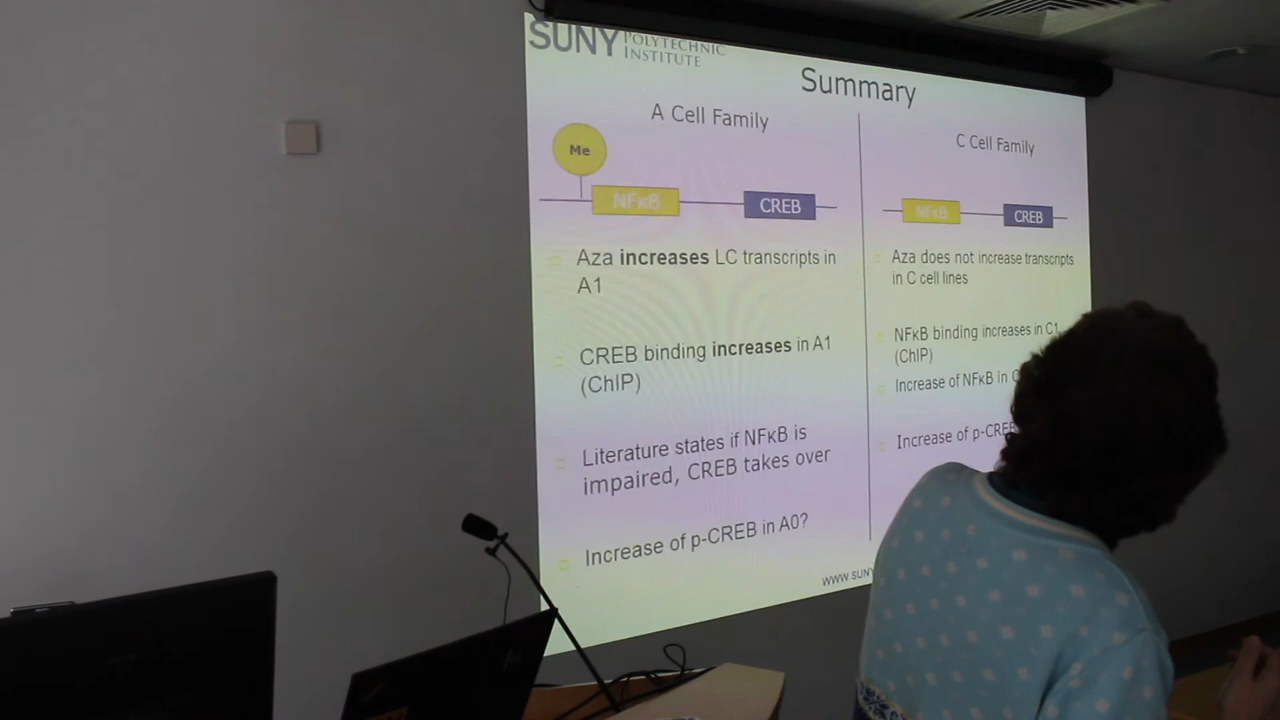 SUNY POLYTECHNIC
INSTITUTE
Summary
A Cell Family
Me
NFκB
CREB
Aza increases LC transcripts in
A1
CREB binding increases in A1
(ChIP)
Literature states if NFκB is
impaired, CREB takes over
Increase of p-CREB in A0?
C Cell Family
NFκB
CREB
Aza does not increase transcripts
in C cell lines
NFκB binding increases in C1
(ChIP)
Increase of NFκB in
Increase of p-CREB
WWW.SUN